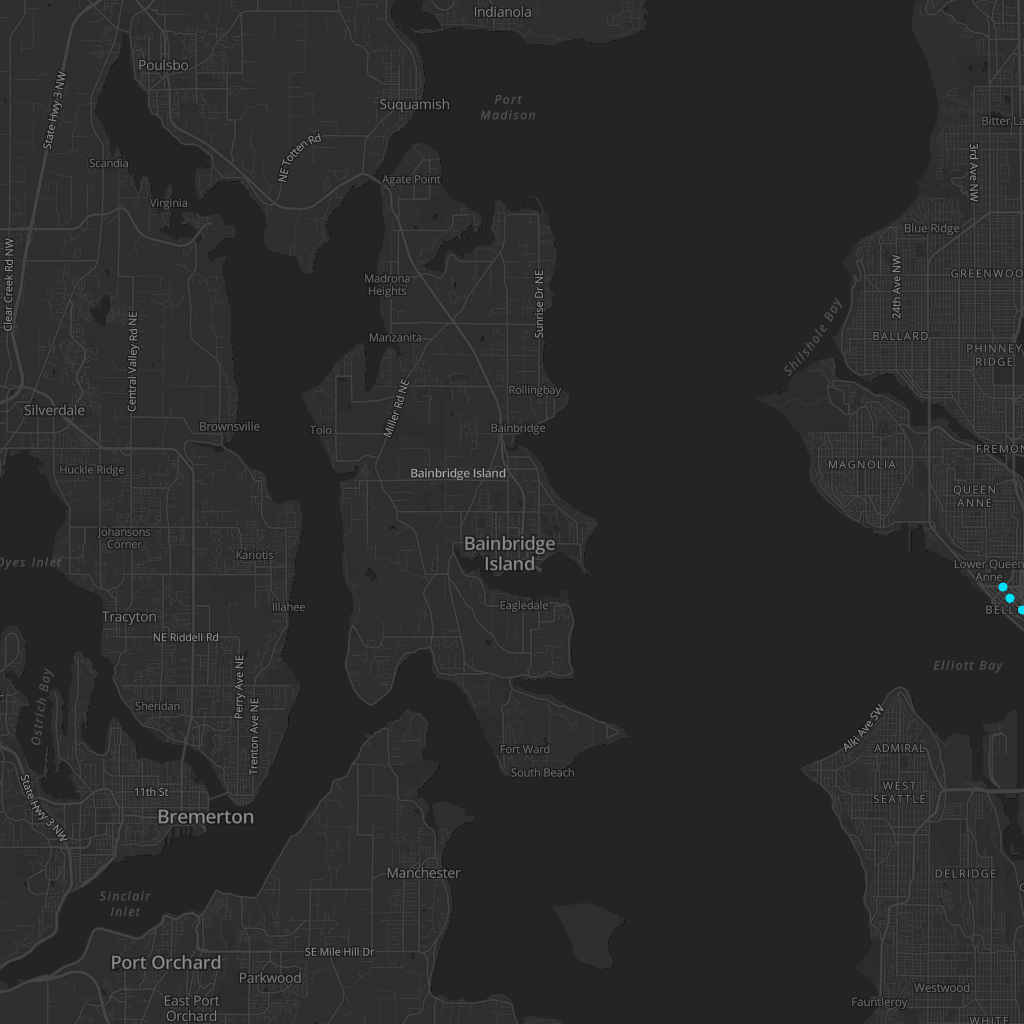 Indianola
Poulsbo
State Hwy 3 NW
Suquamish
Port
Madison
NE Totten Rd
3rd Ave NW
Scandia
Agate Point
Virginia
Blue Ridge
Clear Creek Rd NW
Madrona
Heights
Sunrise Dr NE
24th Ave NW
Central Valley Rd NE
Manzanita
Shilshole Bay
BALLARD
PHINNEY
RIDGE
Silverdale
Miller Rd NE
Rollingbay
Brownsville
Tolo
Bainbridge
Huckle Ridge
Bainbridge Island
MAGNOLIA
QUEEN
ANNE
Johansons
Corner
Kariotis
Bainbridge
Island
Dyes Inlet
Lower Queen
Anne
Tracyton
Illahee
Eagledale
NE Riddell Rd
Elliott Bay
Ostrich Bay
Perry Ave NE
Trenton Ave NE
Sheridan
Alki Ave SW
ADMIRAL
Fort Ward
South Beach
State Hwy 3 NW
11th St
WEST
SEATTLE
Bremerton
Manchester
DELRIDGE
Sinclair
Inlet
SE Mile Hill Dr
Port Orchard
Parkwood
Westwood
East Port
Orchard
Fauntleroy
WHITE